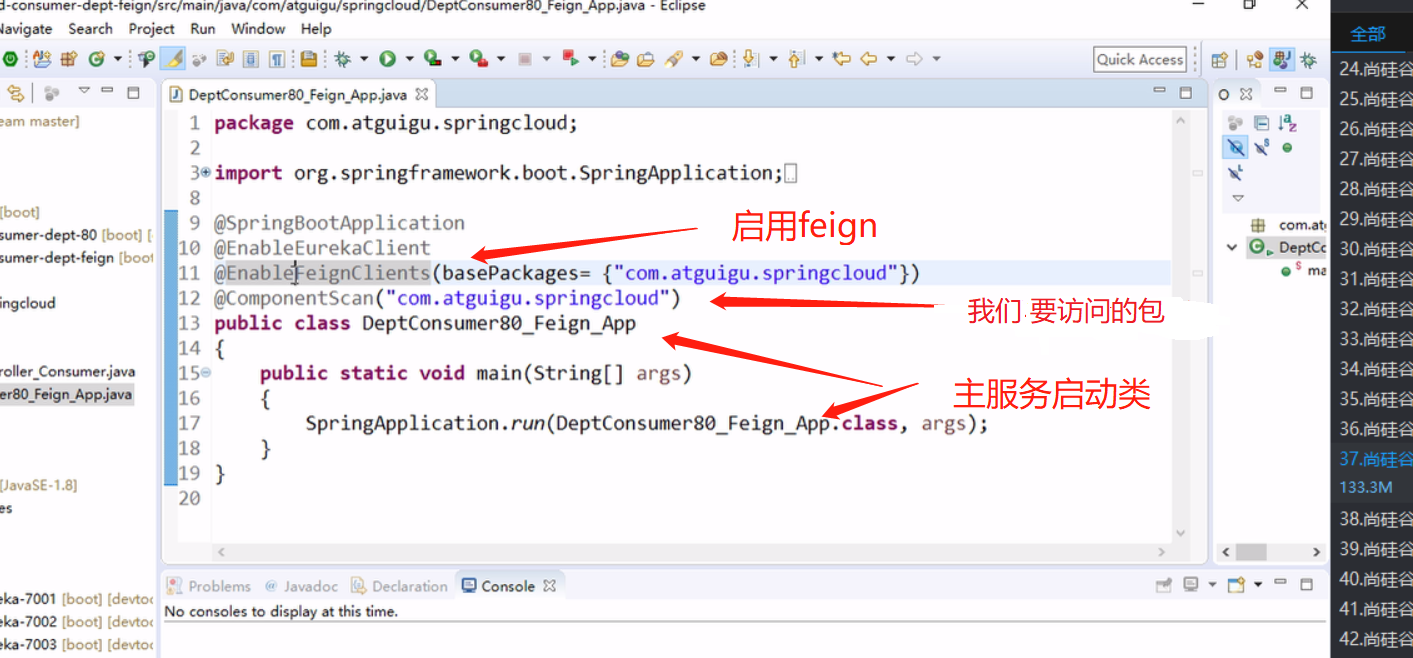 d-consumer-dept-feign/src/main/java/com/atguigu/springcloud/DeptConsumer80_Feign_App.java - Eclipse
Navigate Search Project Run Window Help
Quick Access
全部
24.尚硅谷
25.尚硅谷
26.尚硅谷
27.尚硅谷
28.尚硅谷
29.尚硅谷
30.尚硅谷
31.尚硅谷
32.尚硅谷
33.尚硅谷
34.尚硅谷
35.尚硅谷
36.尚硅谷
37.尚硅谷
133.3M
38.尚硅谷
39.尚硅谷
40.尚硅谷
41.尚硅谷
42.尚硅谷
eam master]
[boot]
sumer-dept-80 [boot] [
sumer-dept-feign [boot
ingcloud
roller_Consumer.java
er80_Feign_App.java
[JavaSE-1.8]
es
eka-7001 [boot] [devtoo
eka-7002 [boot] [devtoo
eka-7003 [boot] [devtoo
DeptConsumer80_Feign_App.java
1 package com.atguigu.springcloud;
2
3 import org.springframework.boot.SpringApplication;
8
9 @SpringBootApplication
10 @EnableEurekaClient
11 @EnableFeignClients(basePackages= {"com.atguigu.springcloud"})
12 @ComponentScan("com.atguigu.springcloud")
13 public class DeptConsumer80_Feign_App
14 {
15 public static void main(String[] args)
16 {
17 SpringApplication.run(DeptConsumer80_Feign_App.class, args);
18 }
19 }
20
启用feign
我们 要访问的包
主服务启动类
O
com.atg
DeptCo
ma
Problems @ Javadoc Declaration Console
No consoles to display at this time.